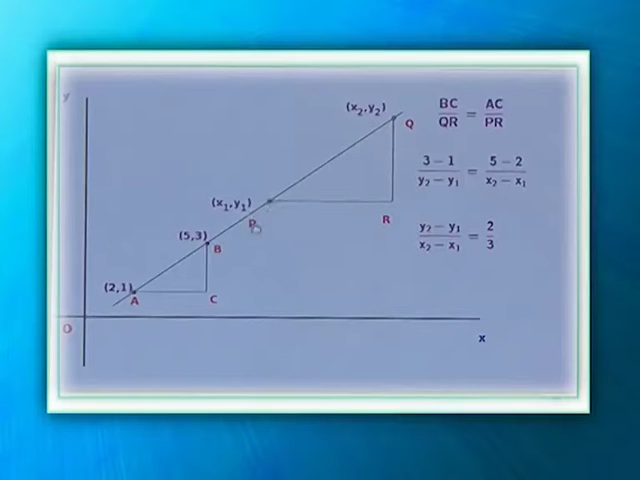 y
(x₂,y₂)
Q
BC/QR = AC/PR
3 – 1/y₂ – y₁ = 5 – 2/x₂ – x₁
(x₁,y₁)
P
R
y₂ – y₁/x₂ – x₁ = 2/3
(5,3)
B
(2,1)
A
C
O
x